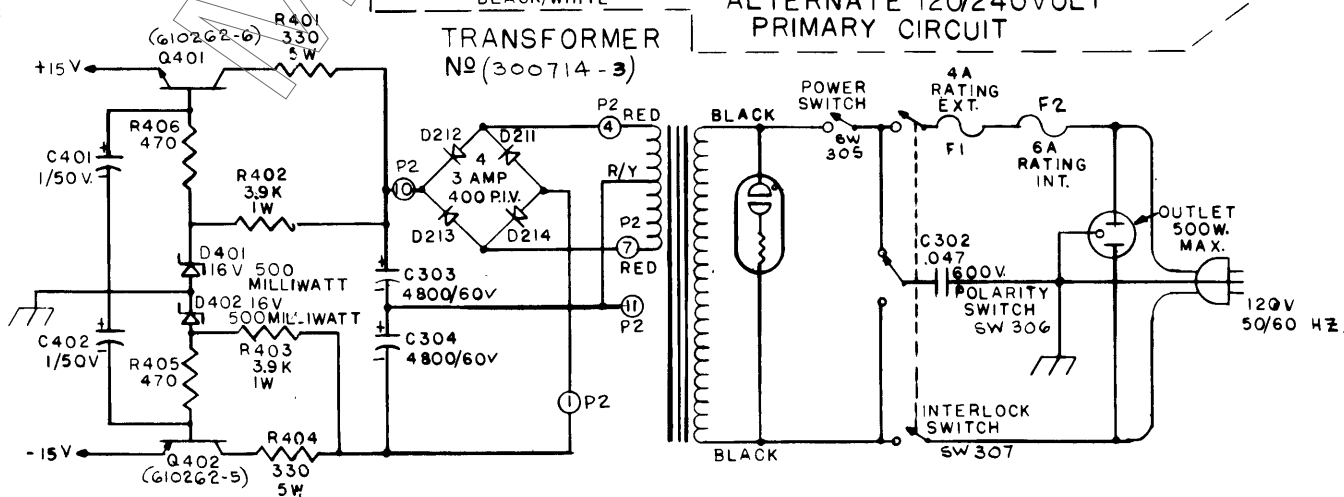 BLACK/WHITE
ALTERNATE 120/240 VOLT
PRIMARY CIRCUIT
TRANSFORMER
Nº (300714-3)
R401
330
5W
(610262-6)
Q401
+15V
R406
470
C401
1/50V.
R402
3.9K
1W
D401
16V 500
MILLIWATT
D402 16V
500MILLIWATT
C402
1/50V
R405
470
R403
3.9K
1W
-15V
Q402
(610262-5)
R404
330
5W
P2
10
D212
D211
4
3 AMP
400 P.I.V.
D213
D214
C303
4800/60V
C304
4800/60V
P2
4
RED
R/Y
P2
7
RED
11
P2
1
P2
BLACK
BLACK
POWER
SWITCH
SW
305
4A
RATING
EXT.
F1
F2
6A
RATING
INT.
OUTLET
500W.
MAX.
C302
.047
600V.
POLARITY
SWITCH
SW 306
120V
50/60 HZ.
INTERLOCK
SWITCH
SW 307